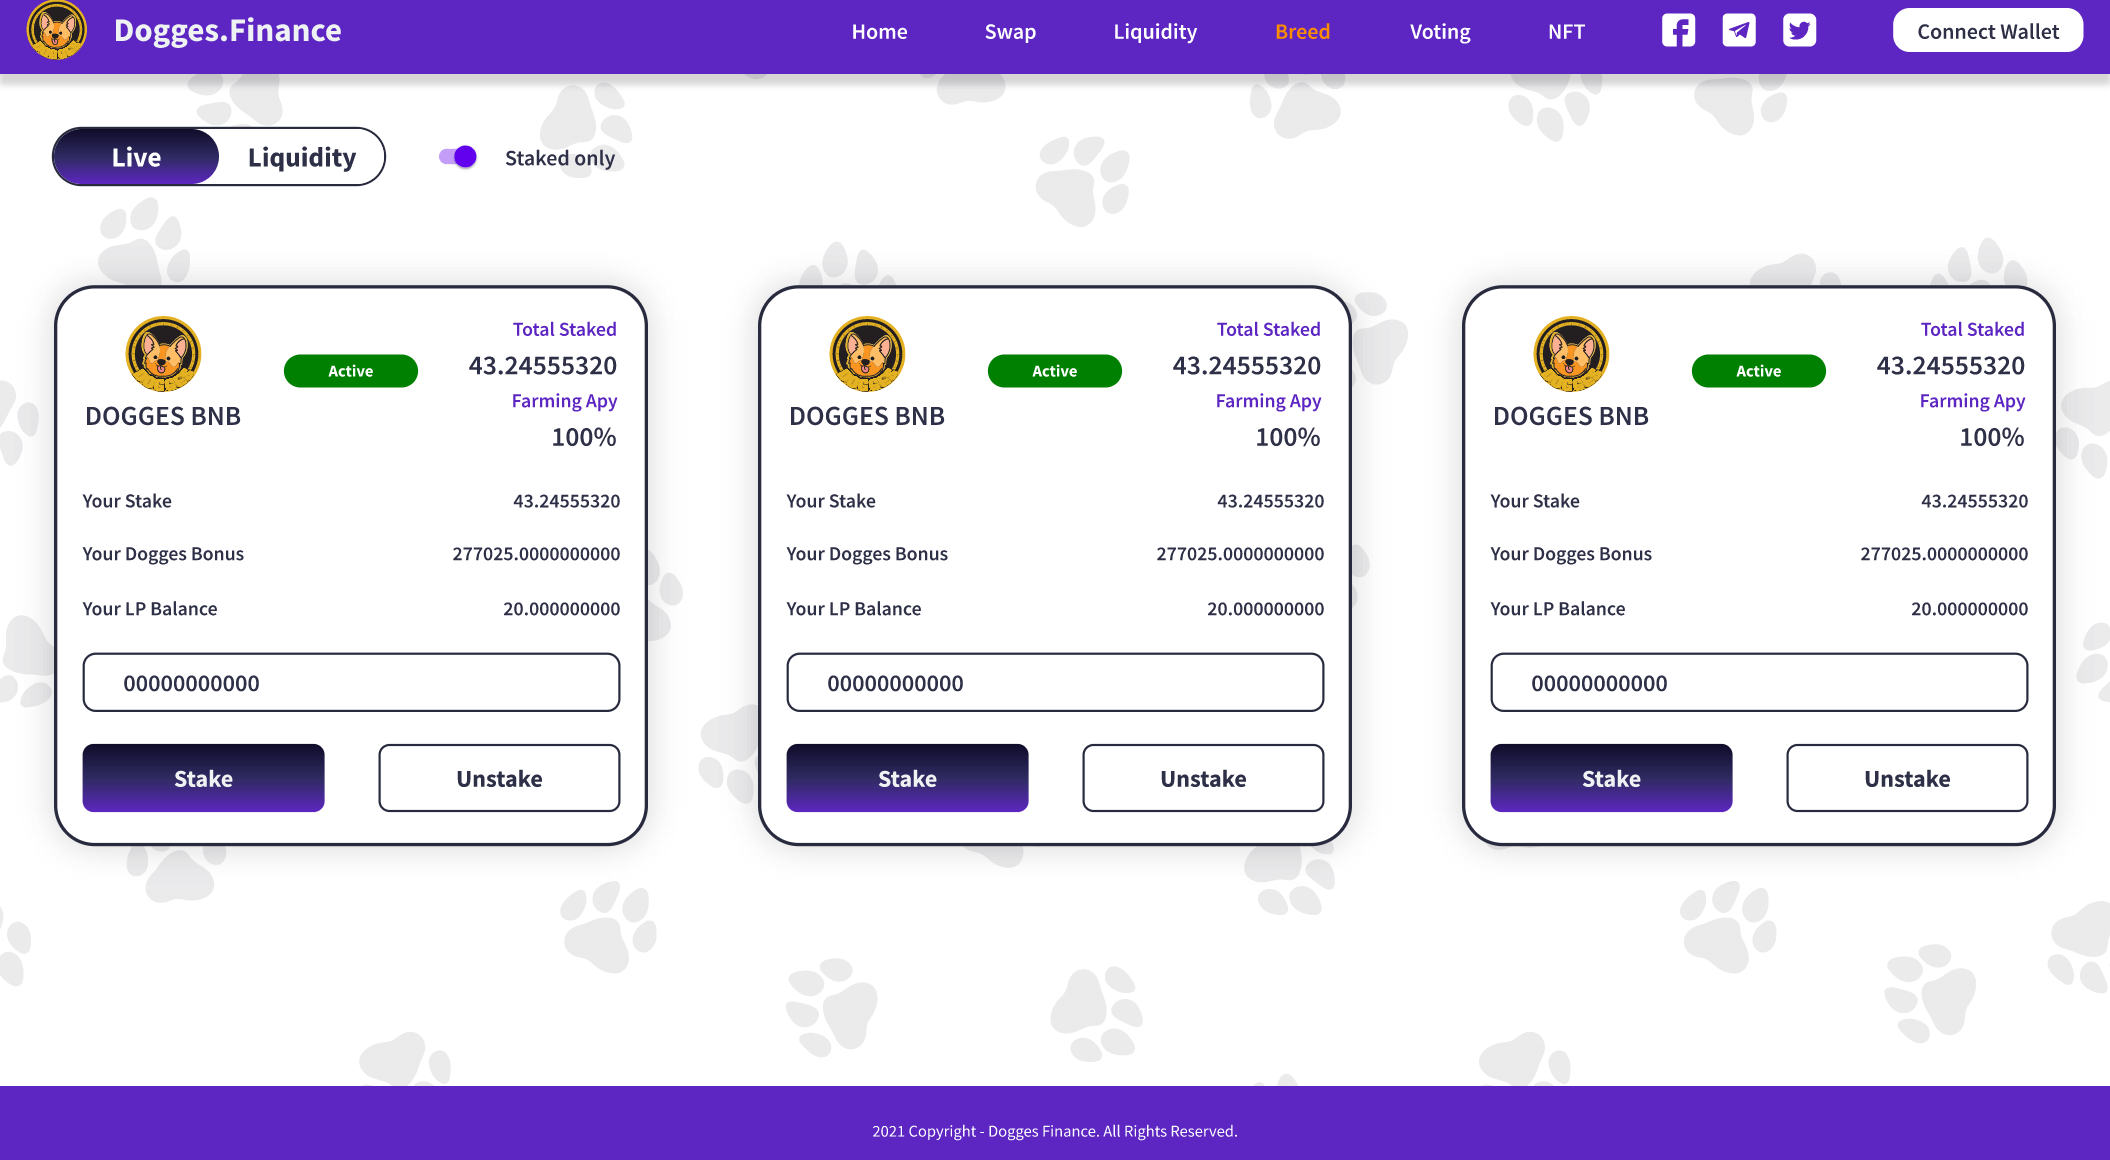 Dogges.Finance Home Swap Liquidity Breed Voting NFT Connect Wallet
Live Liquidity Staked only
DOGGES
DOGGES BNB
Active
Total Staked
43.24555320
Farming Apy
100%
Your Stake 43.24555320
Your Dogges Bonus 277025.0000000000
Your LP Balance 20.000000000
00000000000
Stake Unstake
DOGGES
DOGGES BNB
Active
Total Staked
43.24555320
Farming Apy
100%
Your Stake 43.24555320
Your Dogges Bonus 277025.0000000000
Your LP Balance 20.000000000
00000000000
Stake Unstake
DOGGES
DOGGES BNB
Active
Total Staked
43.24555320
Farming Apy
100%
Your Stake 43.24555320
Your Dogges Bonus 277025.0000000000
Your LP Balance 20.000000000
00000000000
Stake Unstake
2021 Copyright - Dogges Finance. All Rights Reserved.